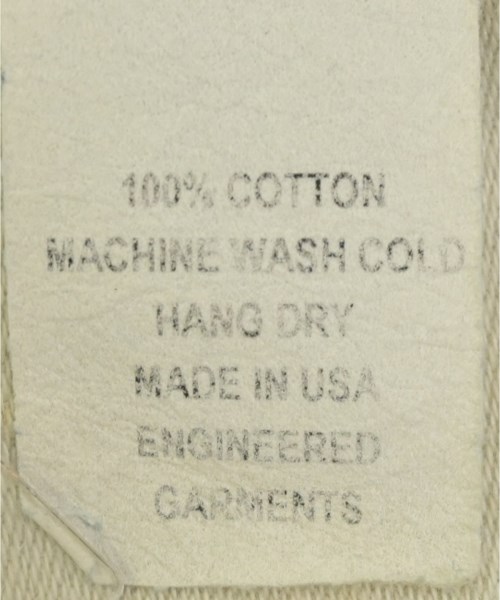 100% COTTON
MACHINE WASH COLD
HANG DRY
MADE IN USA
ENGINEERED
GARMENTS